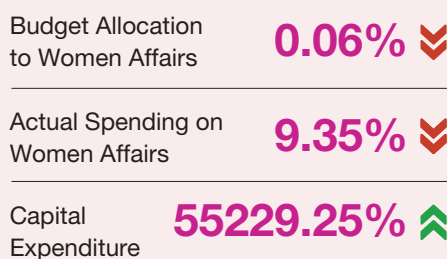 Budget Allocation
to Women Affairs
0.06%
Actual Spending on
Women Affairs
9.35%
Capital
Expenditure
55229.25%